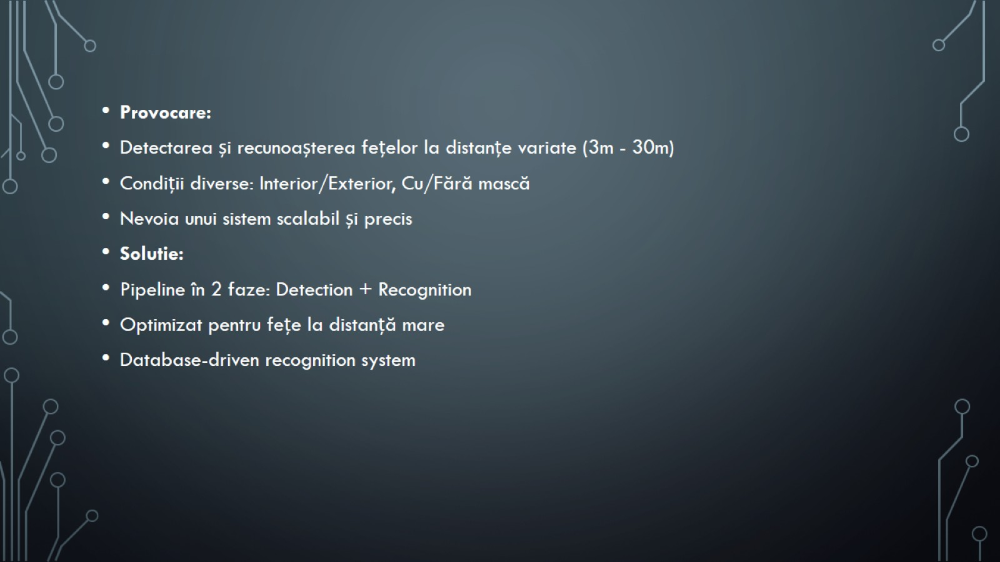 • Provocare:
• Detectarea și recunoașterea fețelor la distanțe variate (3m - 30m)
• Condiții diverse: Interior/Exterior, Cu/Fără mască
• Nevoia unui sistem scalabil și precis
• Solutie:
• Pipeline în 2 faze: Detection + Recognition
• Optimizat pentru fețe la distanță mare
• Database-driven recognition system